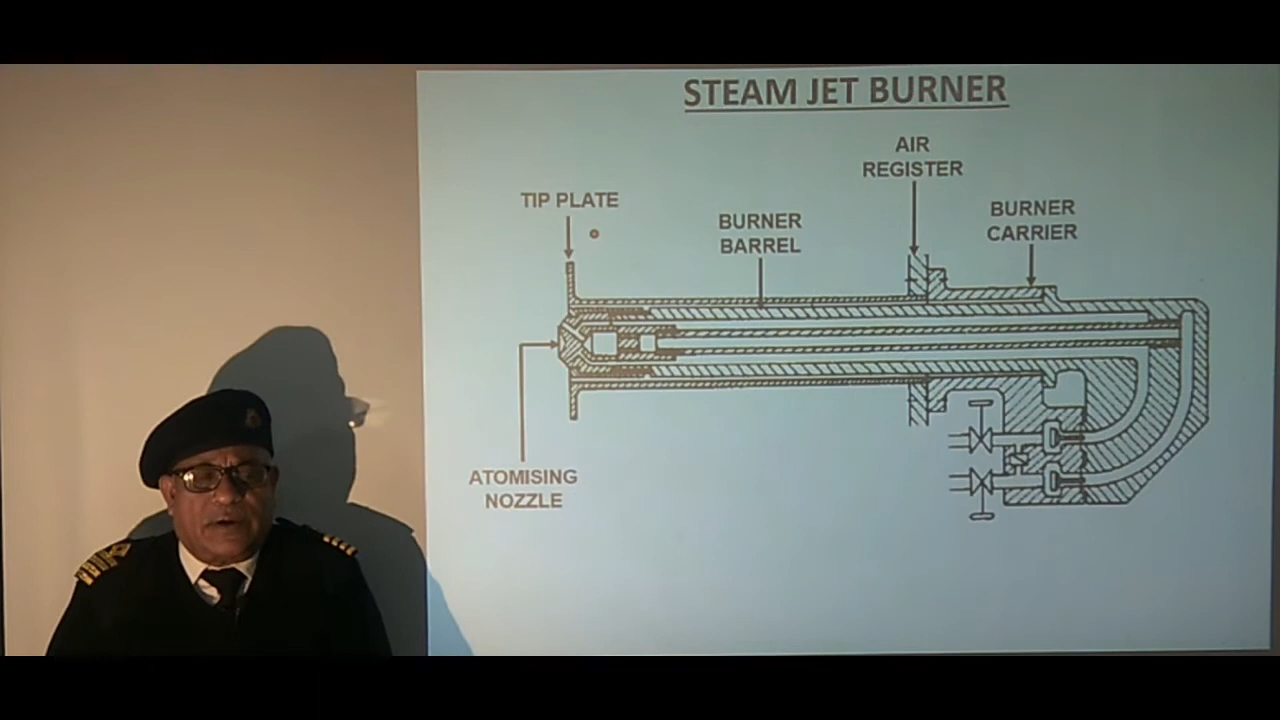 STEAM JET BURNER
AIR
REGISTER
TIP PLATE
BURNER
BARREL
BURNER
CARRIER
ATOMISING
NOZZLE